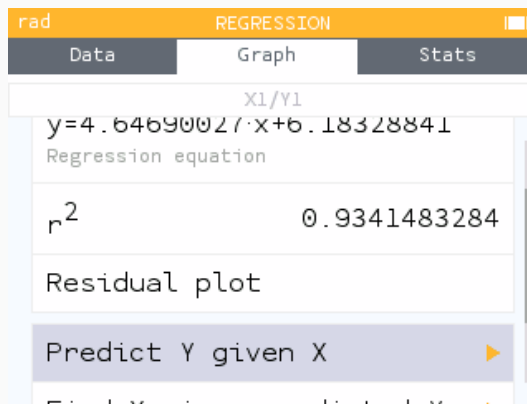 rad REGRESSION
Data Graph Stats
X1/Y1
y=4.64690027·x+6.18328841
Regression equation
r² 0.9341483284
Residual plot
Predict Y given X